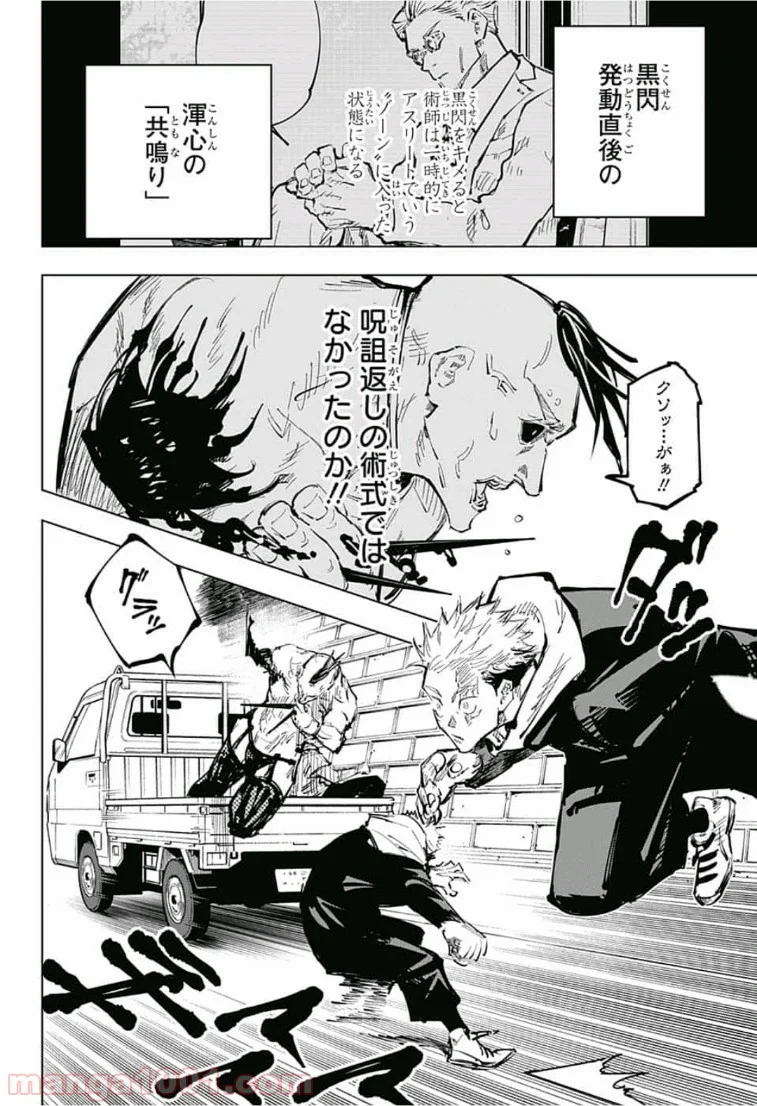 黒閃
発動直後の
黒閃をキメると
術師は一時的に
アスリートでいう
“ゾーン”に入った
状態になる
渾心の
「共鳴り」
クソッ…がぁ!!
呪詛返しの術式では
なかったのか!!
ダッ
グラッ
manga1001.com